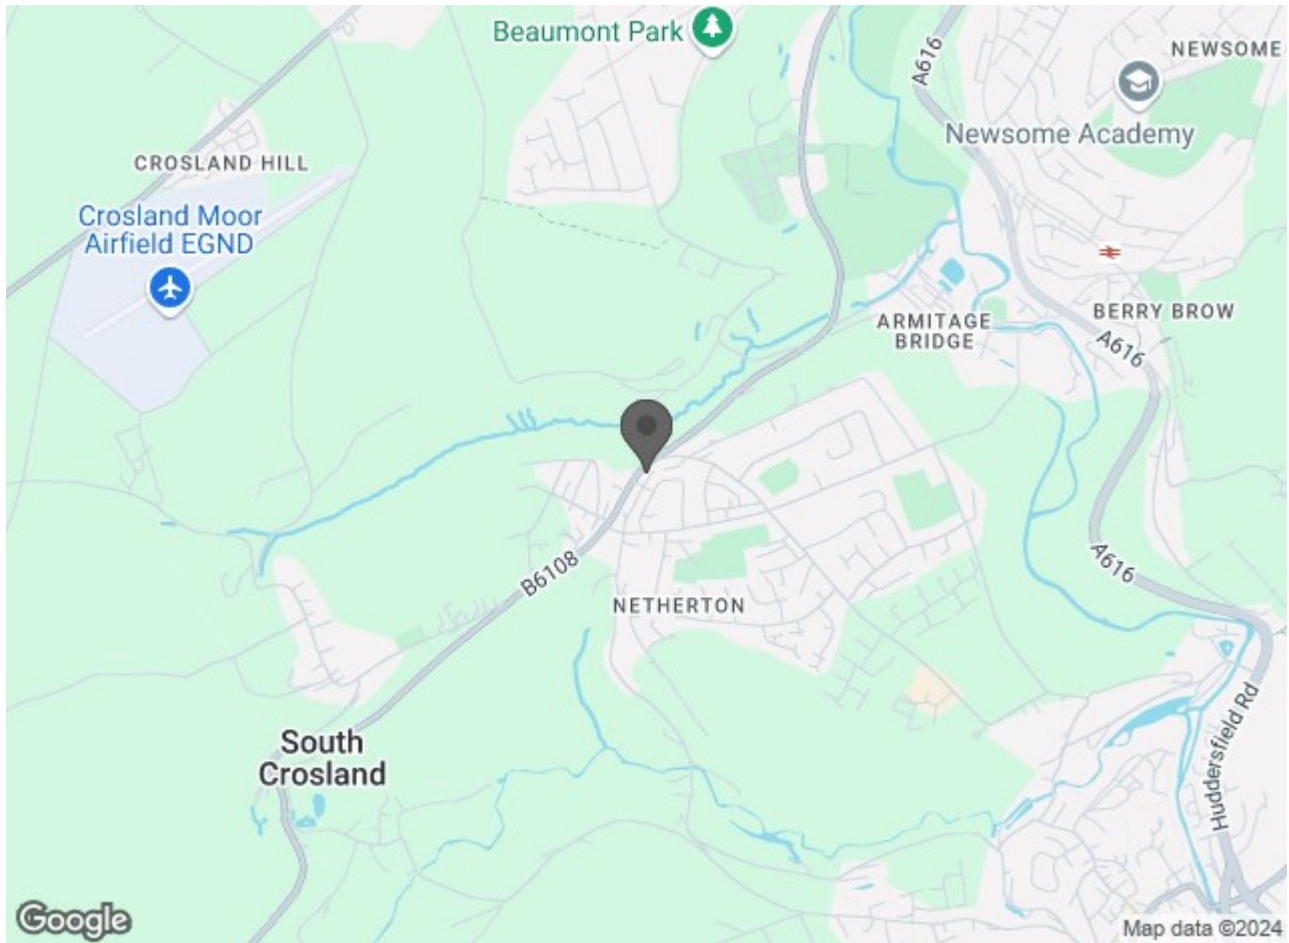 Beaumont Park
A616
NEWSOME
Newsome Academy
CROSLAND HILL
Crosland Moor
Airfield EGND
ARMITAGE
BRIDGE
BERRY BROW
A616
A616
B6108
NETHERTON
South
Crosland
Huddersfield Rd
Google
Map data ©2024